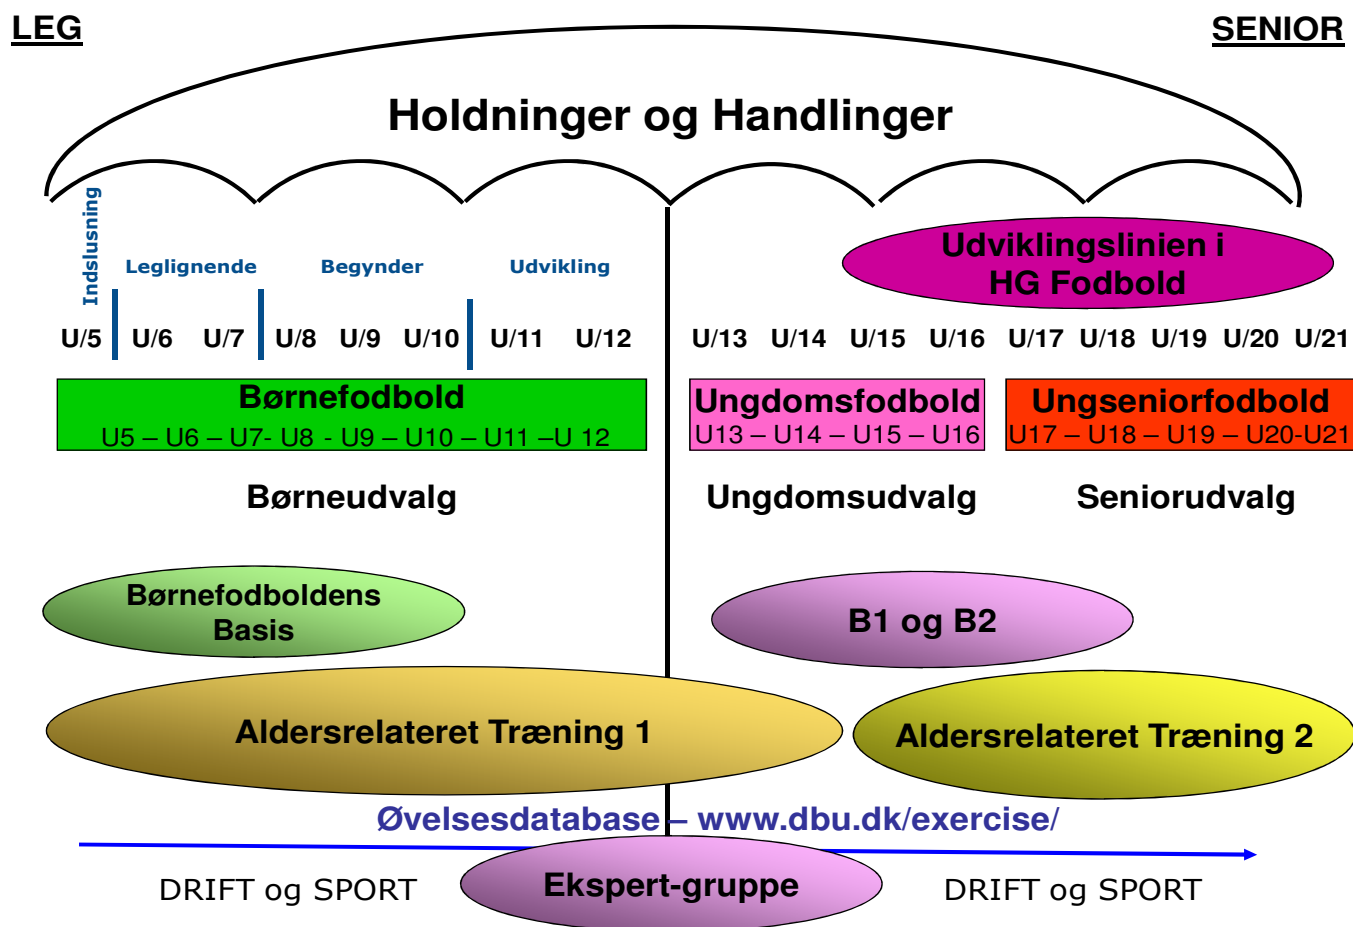 LEG
SENIOR
Holdninger og Handlinger
Indslusning
Leglignende
Begynder
Udvikling
Udviklingslinien i
HG Fodbold
U/5 U/6 U/7 U/8 U/9 U/10 U/11 U/12 U/13 U/14 U/15 U/16 U/17 U/18 U/19 U/20 U/21
Børnefodbold
U5 – U6 – U7- U8 - U9 – U10 – U11 –U 12
Ungdomsfodbold
U13 – U14 – U15 – U16
Ungseniorfodbold
U17 – U18 – U19 – U20-U21
Børneudvalg
Ungdomsudvalg
Seniorudvalg
Børnefodboldens
Basis
B1 og B2
Aldersrelateret Træning 1
Aldersrelateret Træning 2
Øvelsesdatabase – www.dbu.dk/exercise/
DRIFT og SPORT
Ekspert-gruppe
DRIFT og SPORT